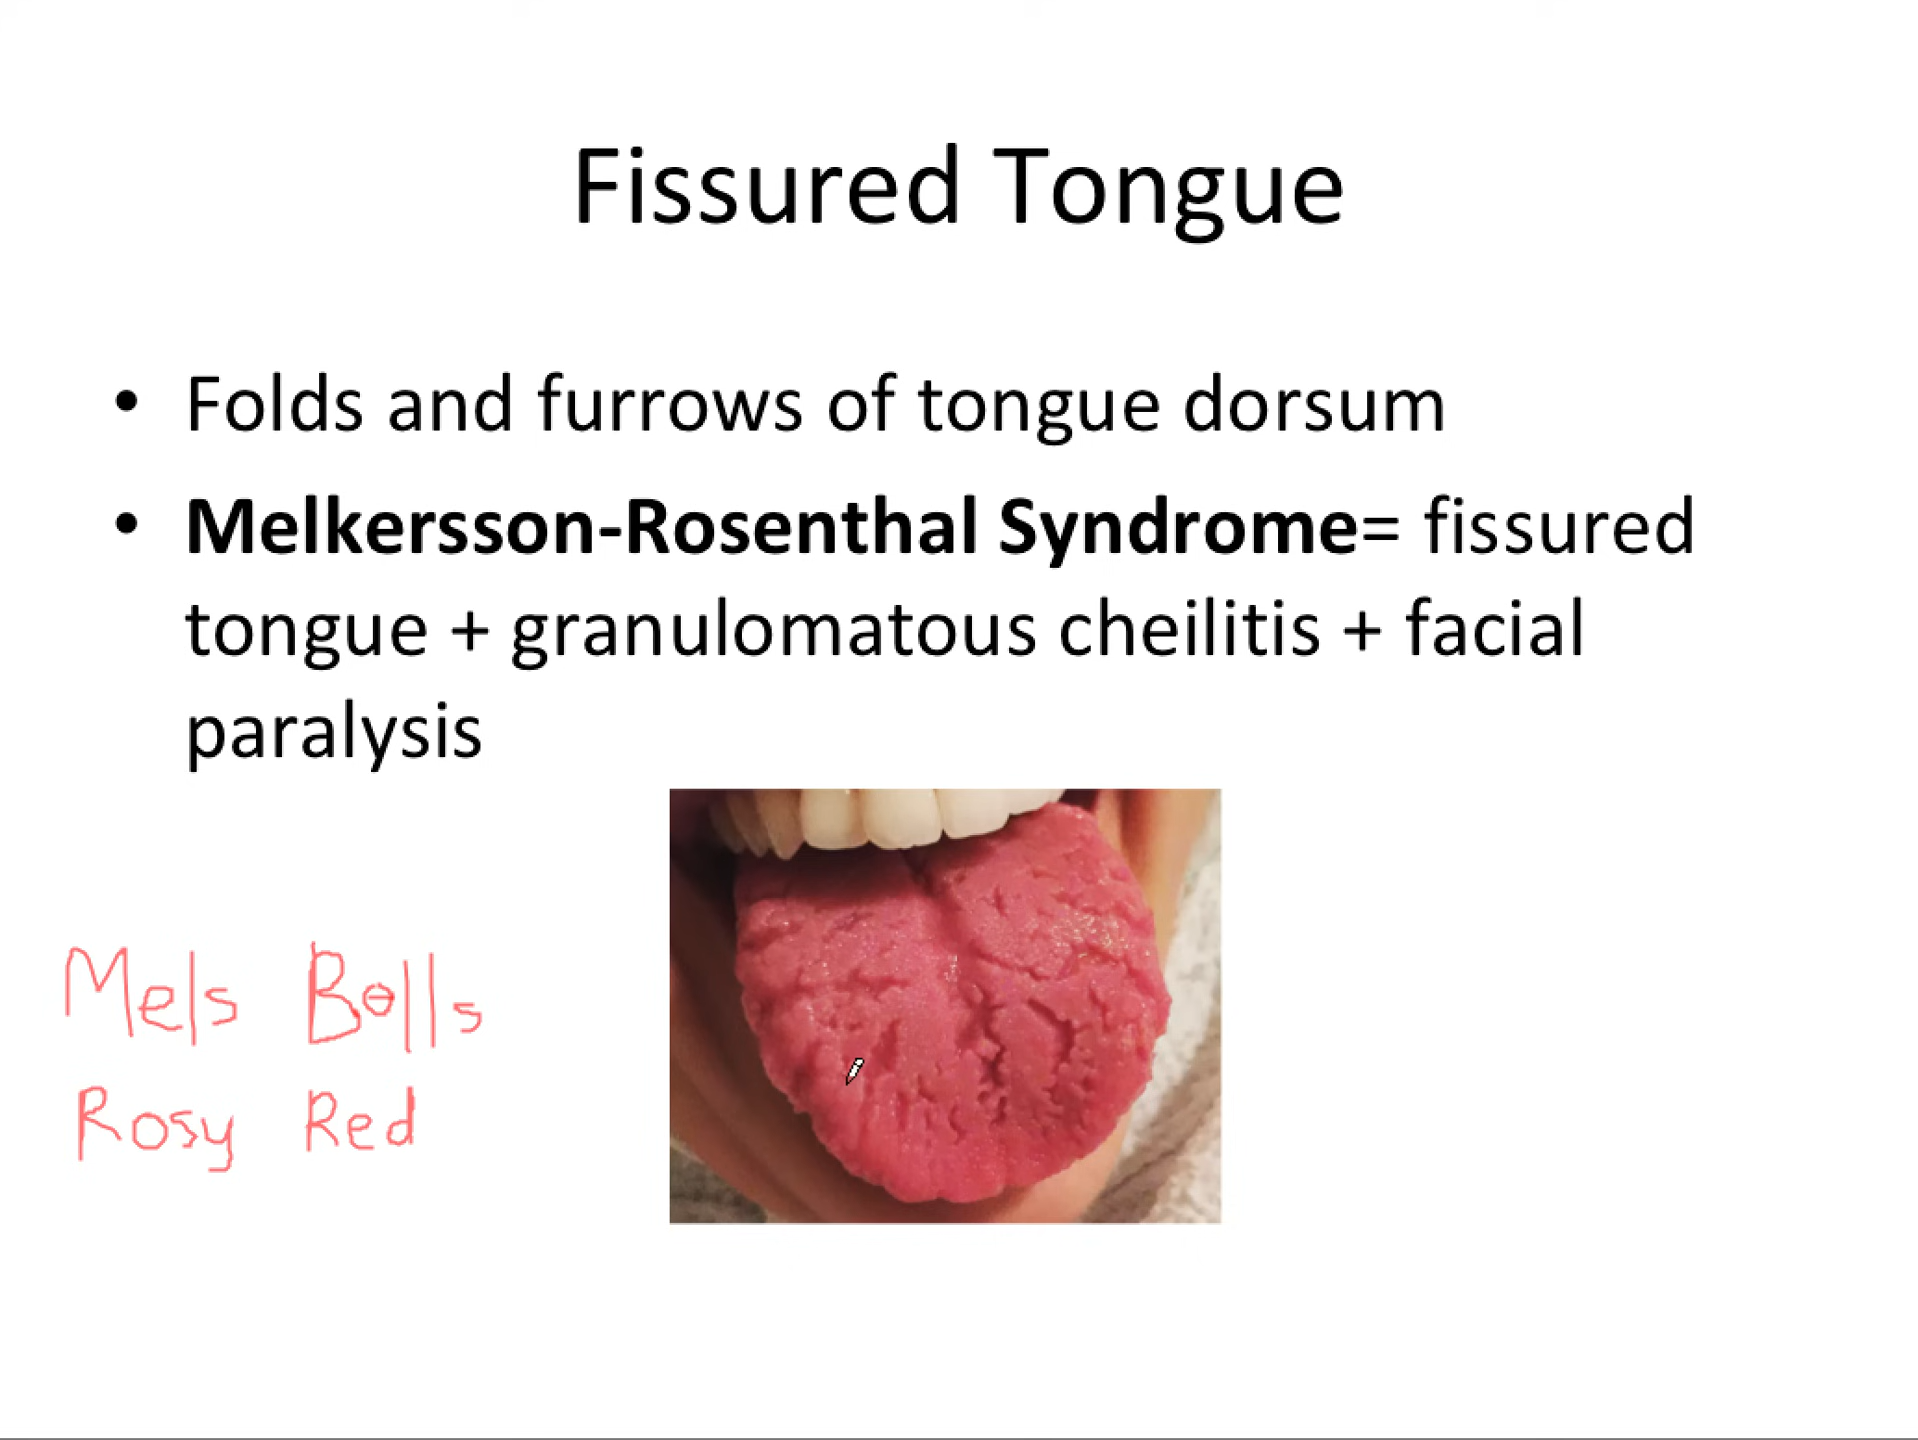 Fissured Tongue
• Folds and furrows of tongue dorsum
• Melkersson-Rosenthal Syndrome= fissured
tongue + granulomatous cheilitis + facial
paralysis
Mels Bells
Rosy Red